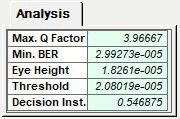 Analysis
Max. Q Factor 3.96667
Min. BER 2.99273e-005
Eye Height 1.8261e-005
Threshold 2.08019e-005
Decision Inst. 0.546875